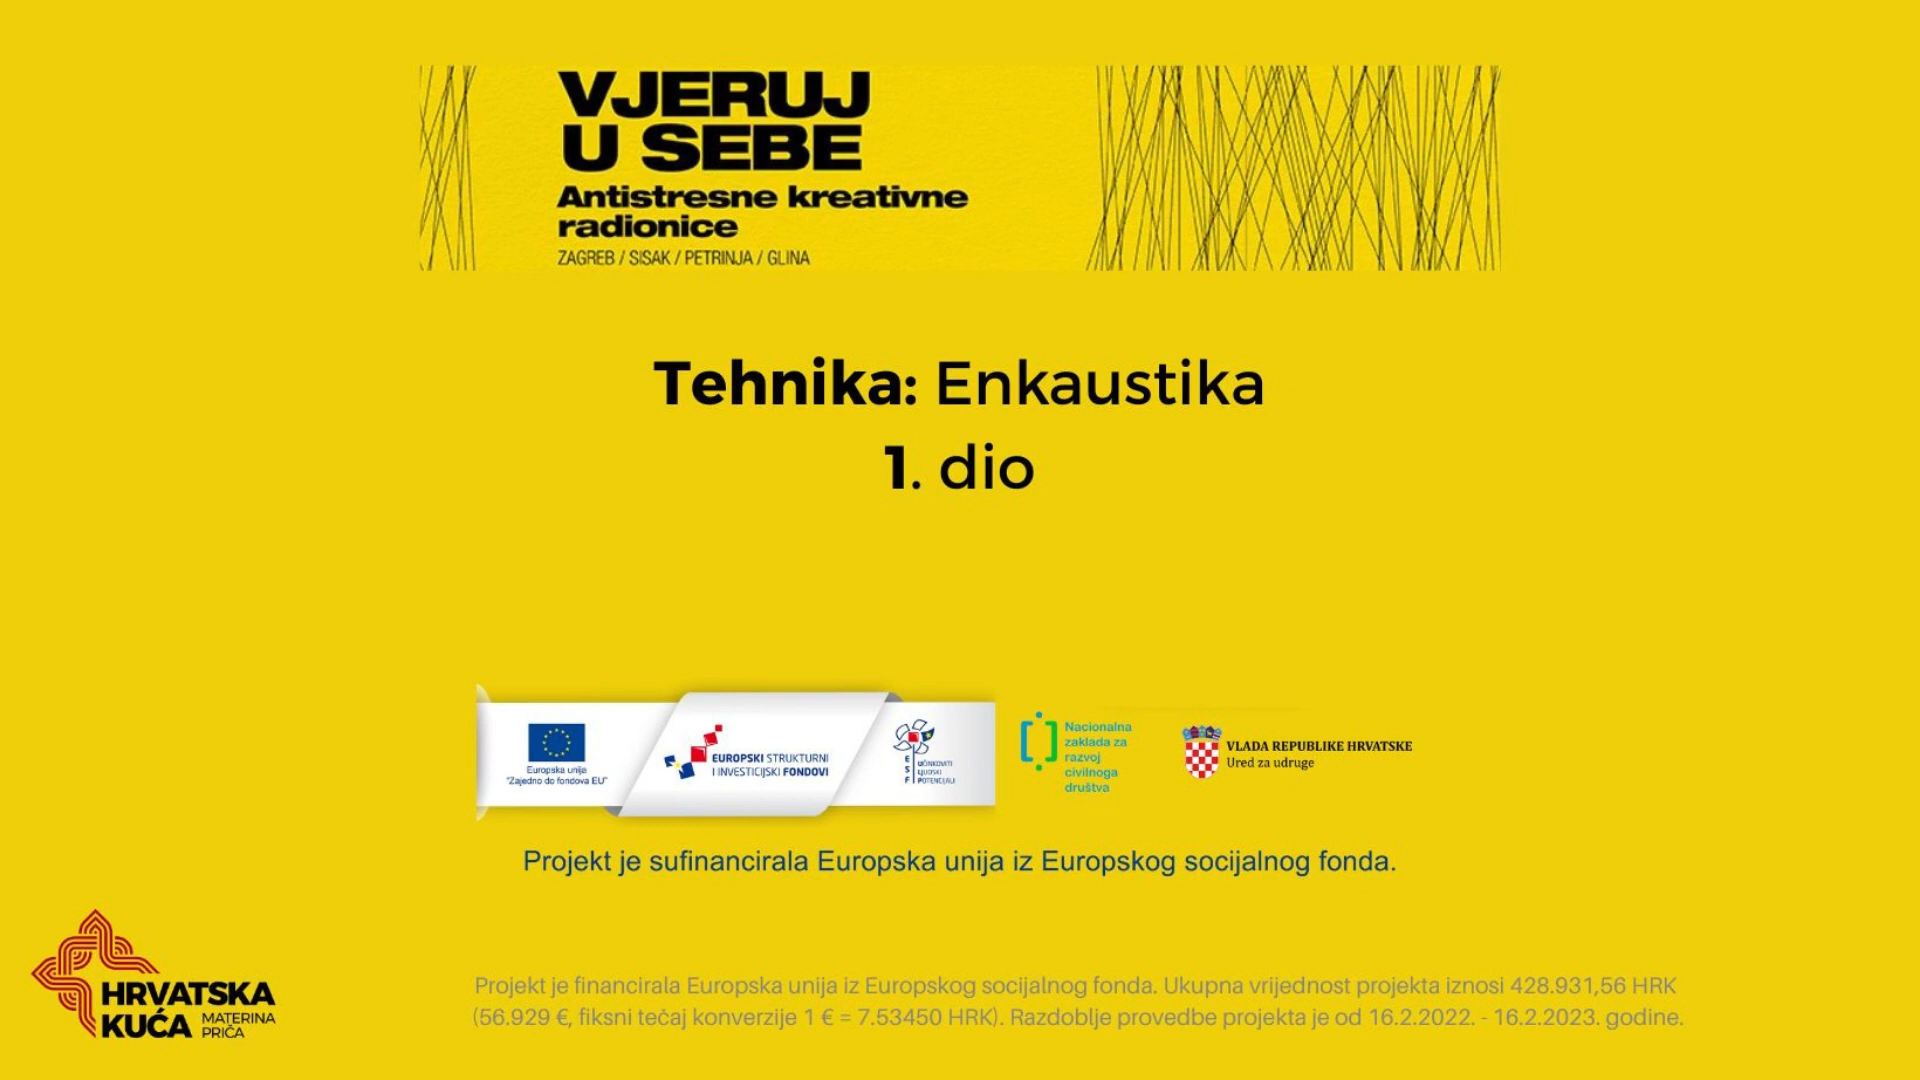 VJERUJ
U SEBE
Antistresne kreativne
radionice
ZAGREB / SISAK / PETRINJA / GLINA
Tehnika: Enkaustika
1. dio
Europska unija
"Zajedno do fondova EU"
EUROPSKI STRUKTURNI
I INVESTICIJSKI FONDOVI
E
S
F
UČINKOVITI
LJUDSKI
POTENCIJALI
Nacionalna
zaklada za
razvoj
civilnoga
društva
VLADA REPUBLIKE HRVATSKE
Ured za udruge
Projekt je sufinancirala Europska unija iz Europskog socijalnog fonda.
HRVATSKA
KUĆA
MATERINA
PRIČA
Projekt je financirala Europska unija iz Europskog socijalnog fonda. Ukupna vrijednost projekta iznosi 428.931,56 HRK
(56.929 €, fiksni tečaj konverzije 1 € = 7.53450 HRK). Razdoblje provedbe projekta je od 16.2.2022. - 16.2.2023. godine.